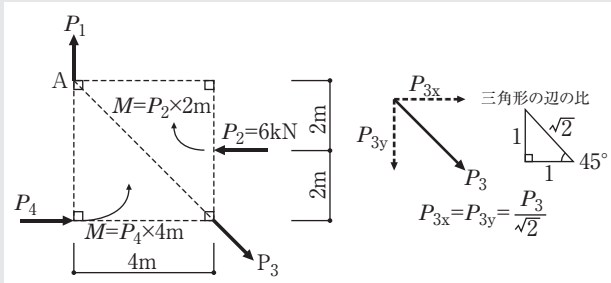 P₁
A
M=P₂×2m
P₂=6kN
2m
2m
P₄
M=P₄×4m
4m
P₃
P₃ₓ
P₃y
P₃
三角形の辺の比
1
√2
1
45°
P₃ₓ=P₃y=P₃/√2